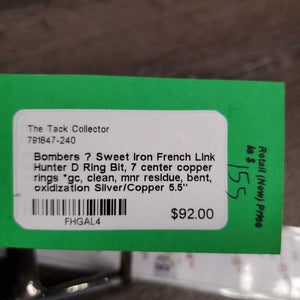 The Tack Collector
791847-240
Bombers ? Sweet Iron French Link
Hunter D Ring Bit, 7 center copper
rings *gc, clean, mnr residue, bent,
oxidization Silver/Copper 5.5"
FHGAL4
$92.00
Retail (New) Price
is $
155